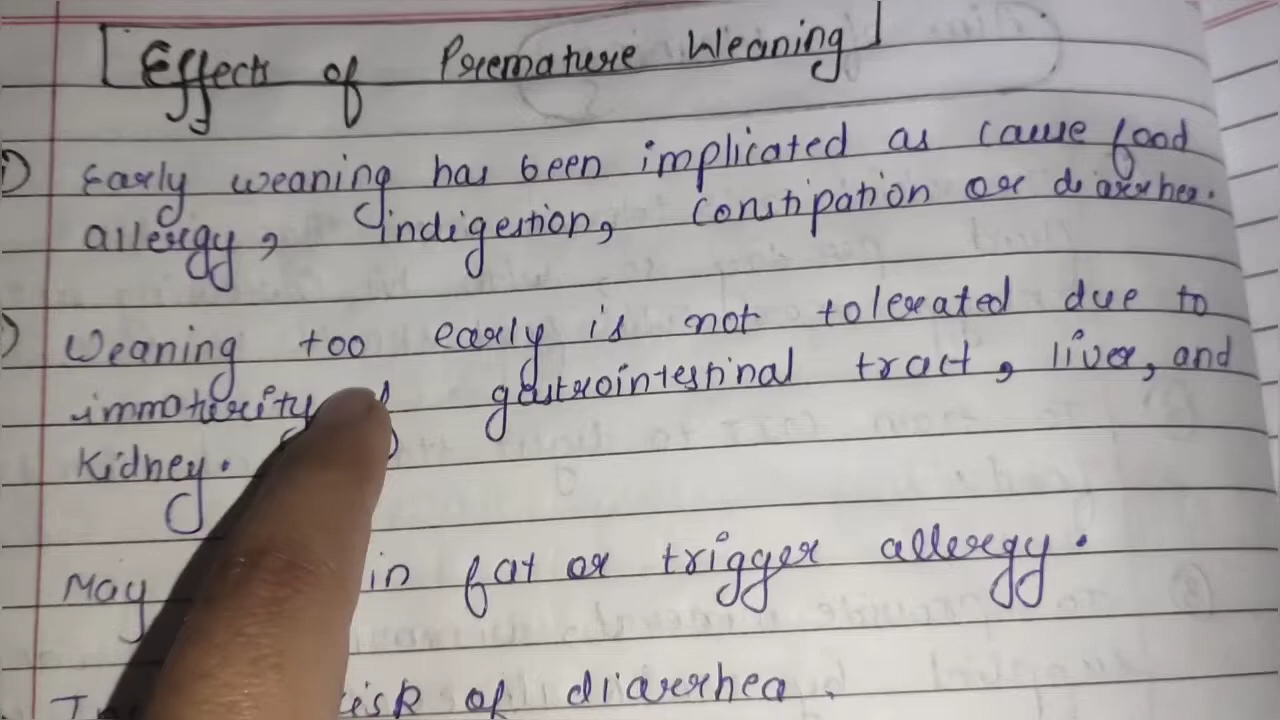 Effects of Premature Weaning
1) Early weaning has been implicated as cause food
allergy, indigestion, constipation or diarrhea.
) Weaning too early is not tolerated due to
immaturity gastrointestinal tract, liver, and
Kidney.
May in fat or trigger allergy.
risk of diarrhea.